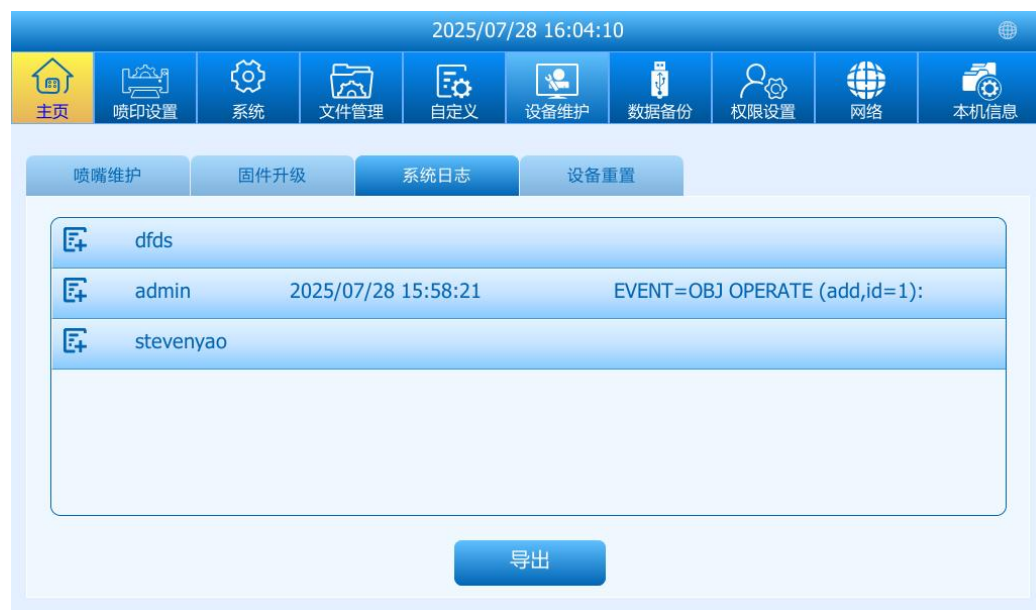 2025/07/28 16:04:10
主页 喷印设置 系统 文件管理 自定义 设备维护 数据备份 权限设置 网络 本机信息
喷嘴维护 固件升级 系统日志 设备重置
dfds
admin 2025/07/28 15:58:21 EVENT=OBJ OPERATE (add,id=1):
stevenyao
导出